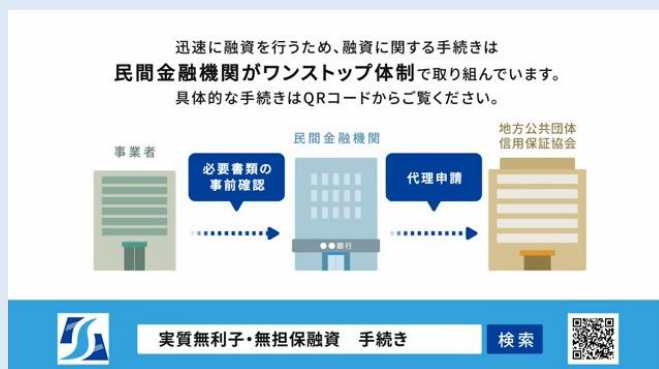 迅速に融資を行うため、融資に関する手続きは
民間金融機関がワンストップ体制で取り組んでいます。
具体的な手続きはQRコードからご覧ください。
事業者
必要書類の
事前確認
民間金融機関
●●銀行
代理申請
地方公共団体
信用保証協会
実質無利子・無担保融資 手続き
検索